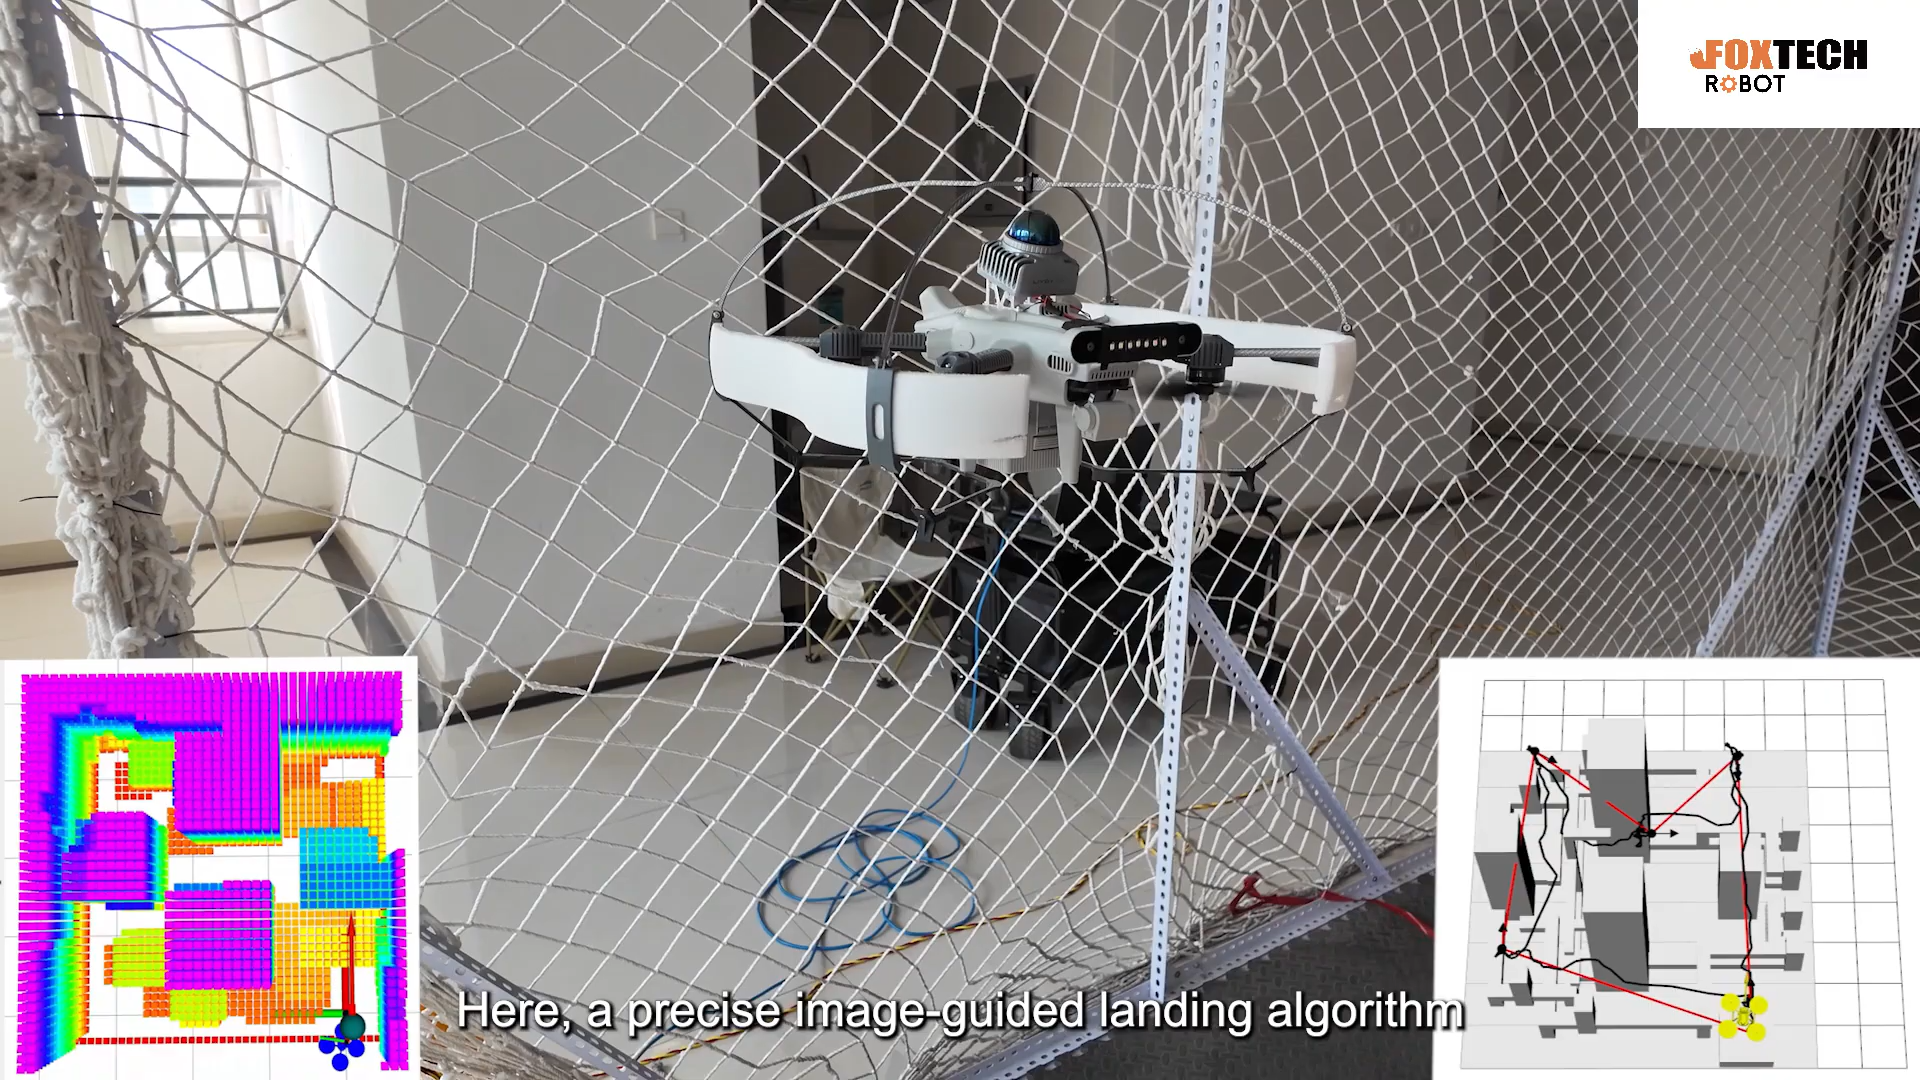 FOXTECH
ROBOT
Here, a precise image-guided landing algorithm